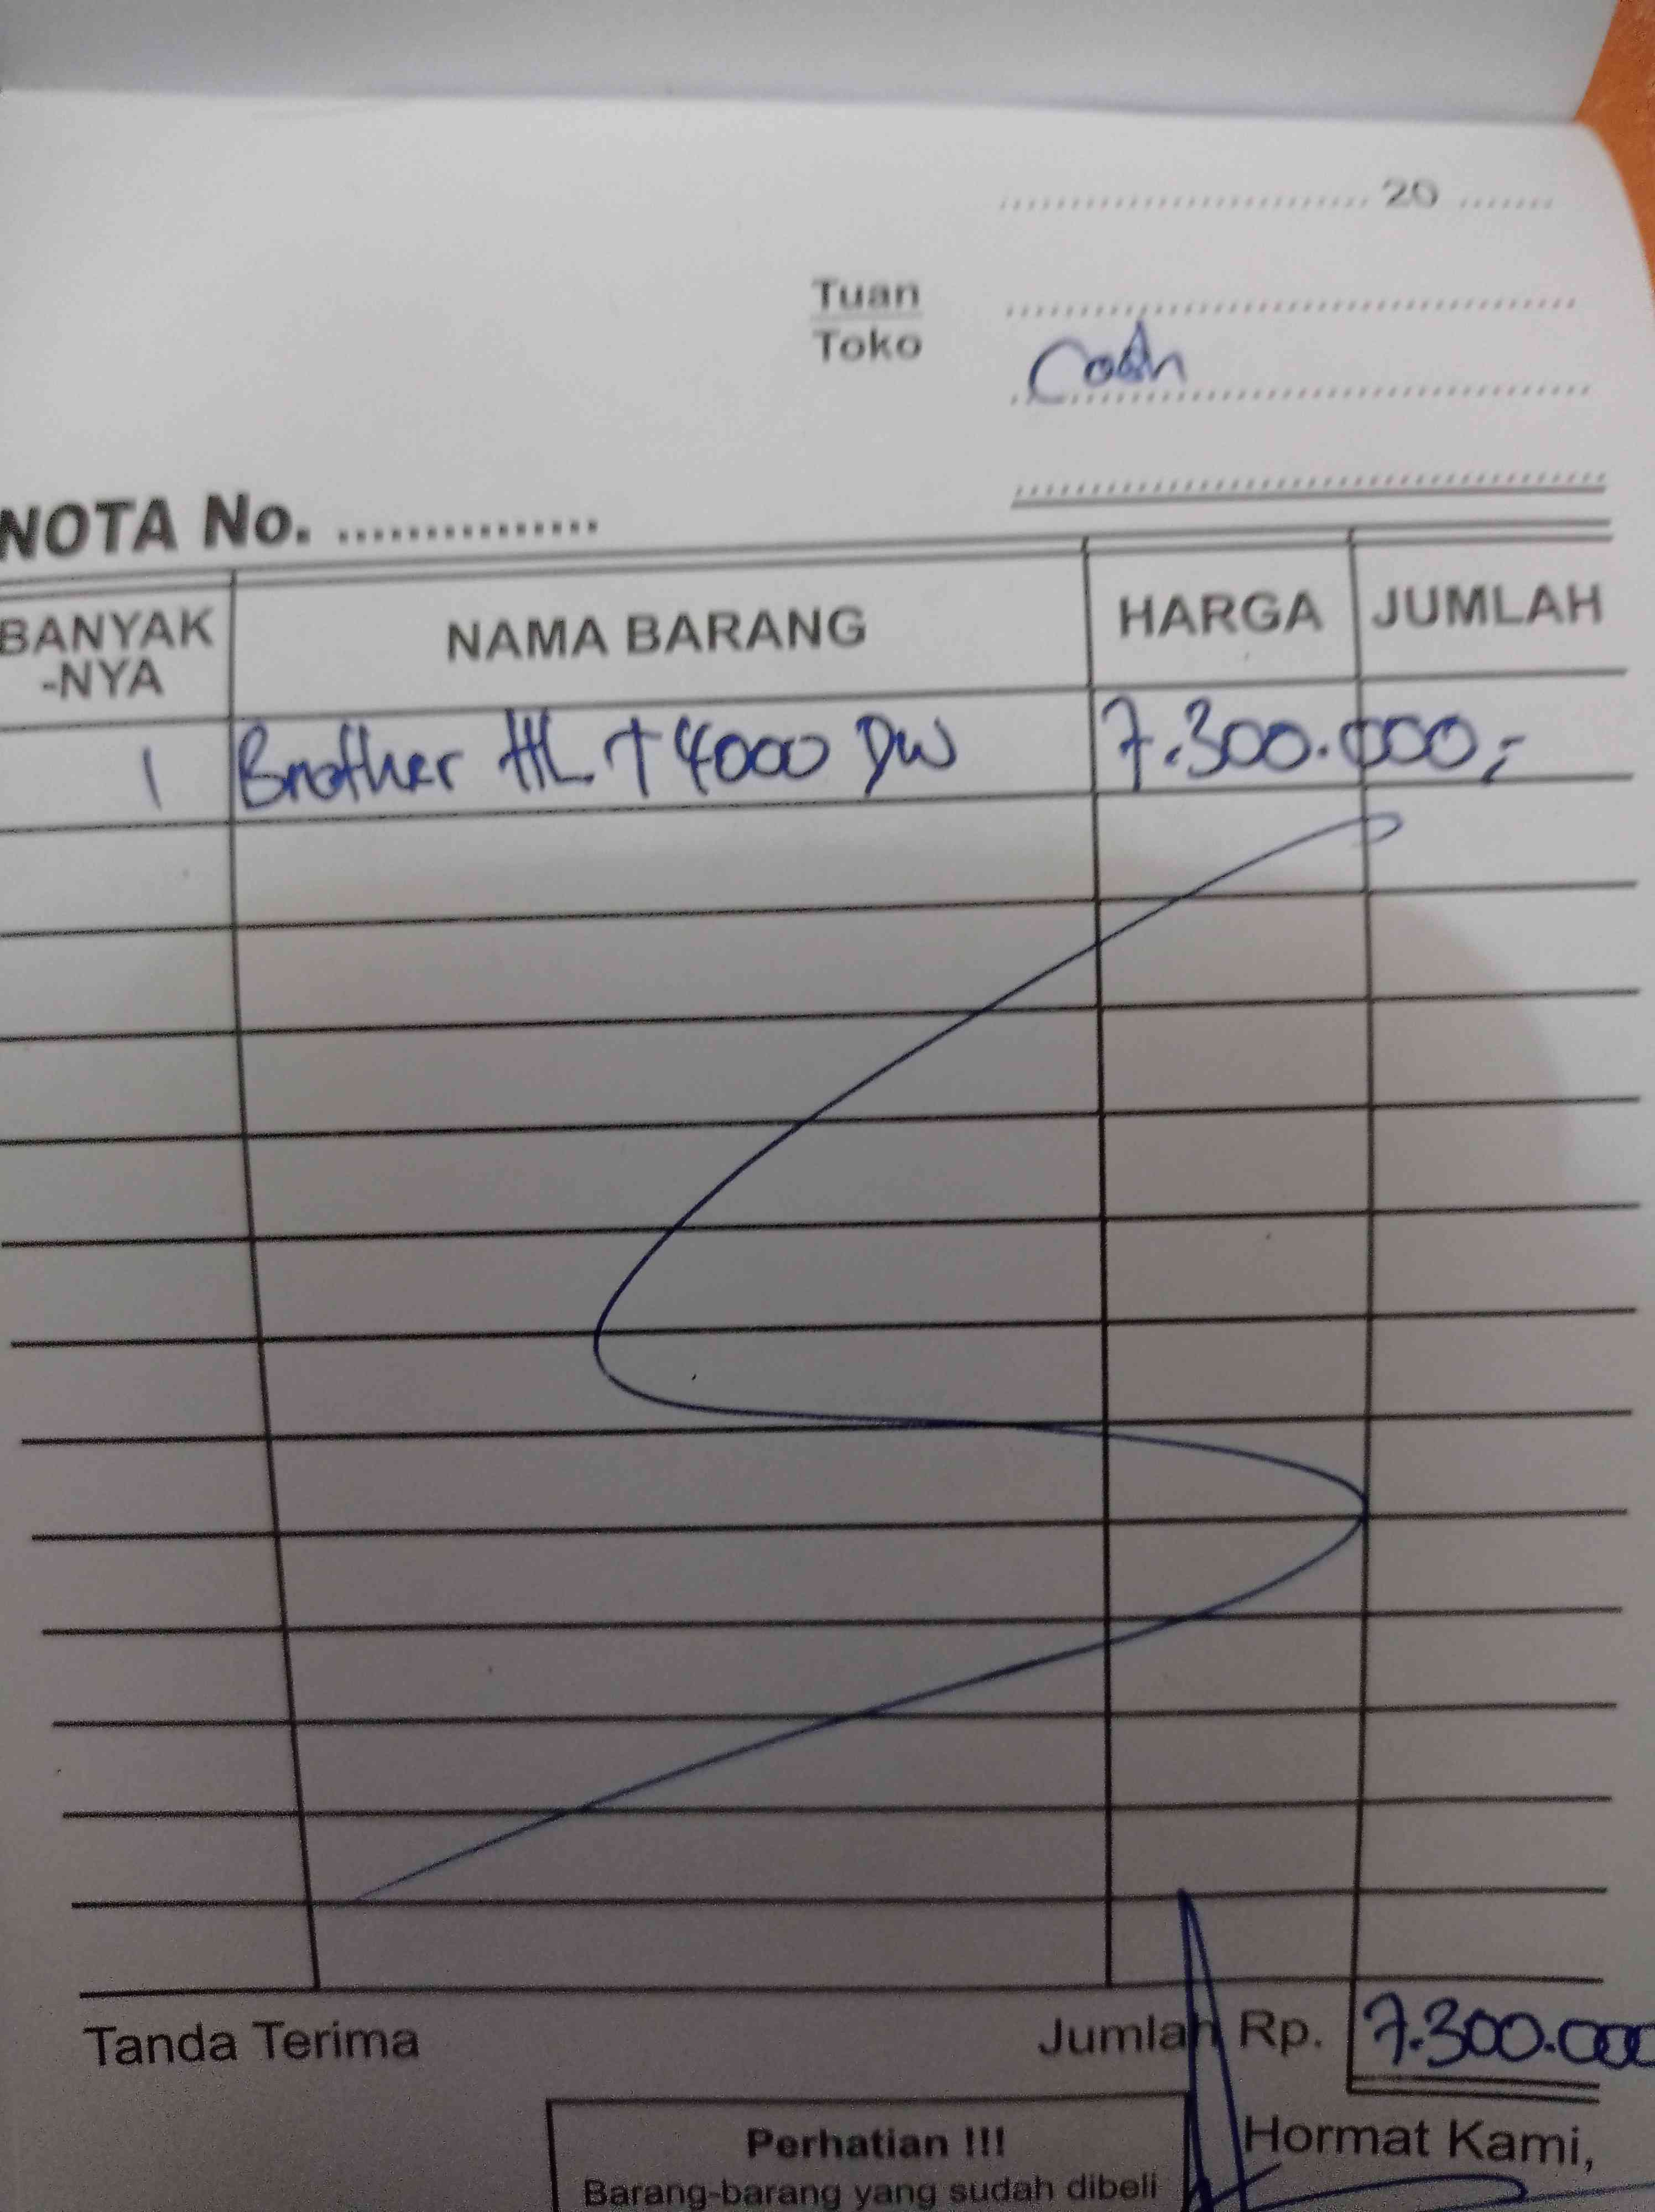 .......................... 20 .......
Tuan
Toko
Cash
NOTA No. ...............
BANYAK -NYA NAMA BARANG HARGA JUMLAH
1 Brother HL T4000 DW 7.300.000,-
Tanda Terima Jumlah Rp. 7.300.000
Perhatian !!! Hormat Kami,
Barang-barang yang sudah dibeli